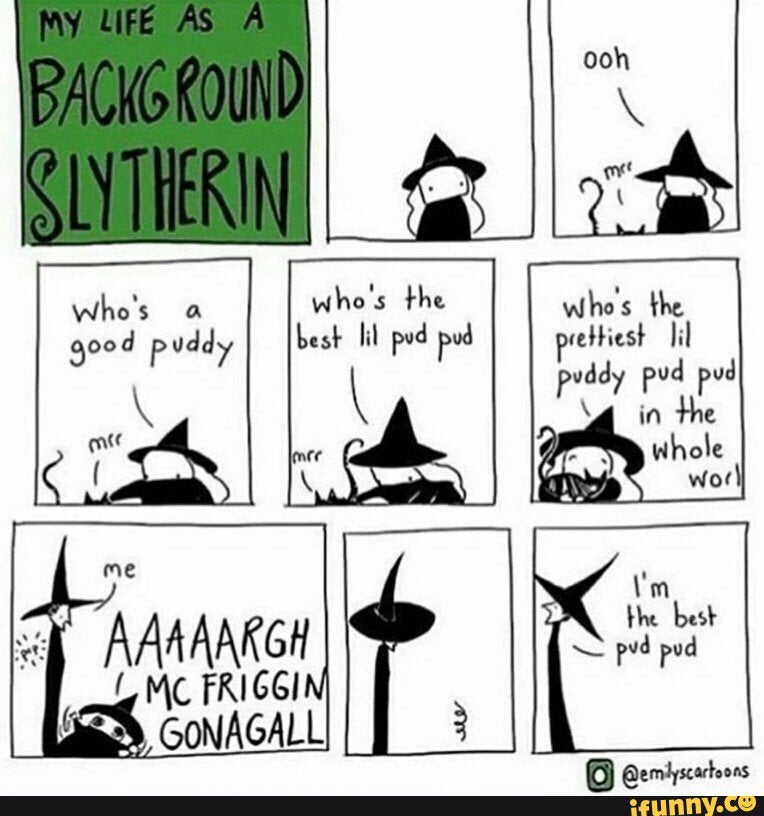 MY LIFE AS A
BACKGROUND
SLYTHERIN
ooh
mrr
who's a
good puddy
mrr
who's the
best lil pud pud
mrr
who's the
prettiest lil
puddy pud pud
in the
whole
worl
me
pop
AAAAARGH
MC FRIGGIN
GONAGALL
I'm
the best
pud pud
@emilyscartoons
ifunny.co